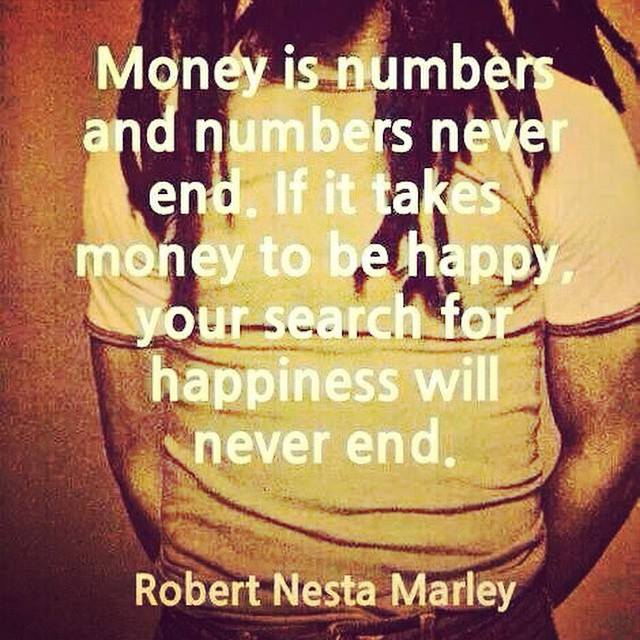 Money is numbers
and numbers never
end. If it takes
money to be happy,
your search for
happiness will
never end.
Robert Nesta Marley